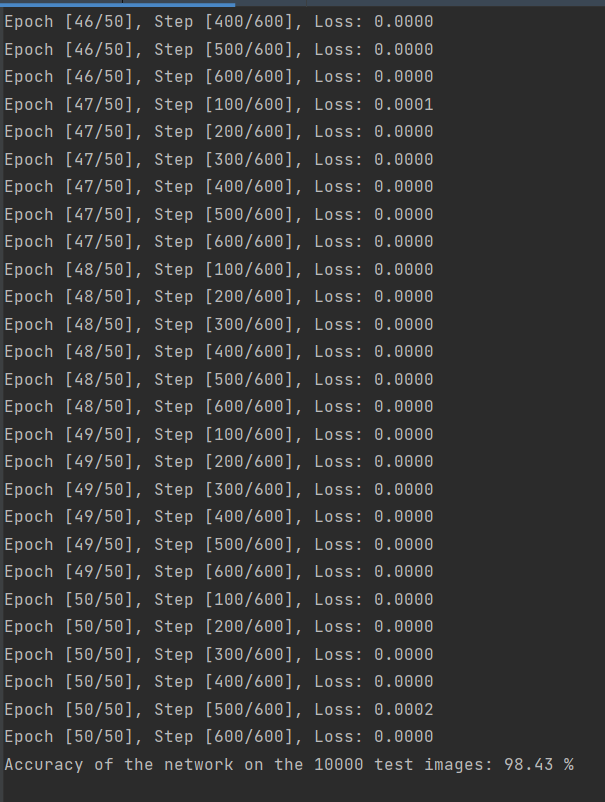 Epoch [46/50], Step [400/600], Loss: 0.0000
Epoch [46/50], Step [500/600], Loss: 0.0000
Epoch [46/50], Step [600/600], Loss: 0.0000
Epoch [47/50], Step [100/600], Loss: 0.0001
Epoch [47/50], Step [200/600], Loss: 0.0000
Epoch [47/50], Step [300/600], Loss: 0.0000
Epoch [47/50], Step [400/600], Loss: 0.0000
Epoch [47/50], Step [500/600], Loss: 0.0000
Epoch [47/50], Step [600/600], Loss: 0.0000
Epoch [48/50], Step [100/600], Loss: 0.0000
Epoch [48/50], Step [200/600], Loss: 0.0000
Epoch [48/50], Step [300/600], Loss: 0.0000
Epoch [48/50], Step [400/600], Loss: 0.0000
Epoch [48/50], Step [500/600], Loss: 0.0000
Epoch [48/50], Step [600/600], Loss: 0.0000
Epoch [49/50], Step [100/600], Loss: 0.0000
Epoch [49/50], Step [200/600], Loss: 0.0000
Epoch [49/50], Step [300/600], Loss: 0.0000
Epoch [49/50], Step [400/600], Loss: 0.0000
Epoch [49/50], Step [500/600], Loss: 0.0000
Epoch [49/50], Step [600/600], Loss: 0.0000
Epoch [50/50], Step [100/600], Loss: 0.0000
Epoch [50/50], Step [200/600], Loss: 0.0000
Epoch [50/50], Step [300/600], Loss: 0.0000
Epoch [50/50], Step [400/600], Loss: 0.0000
Epoch [50/50], Step [500/600], Loss: 0.0002
Epoch [50/50], Step [600/600], Loss: 0.0000
Accuracy of the network on the 10000 test images: 98.43 %